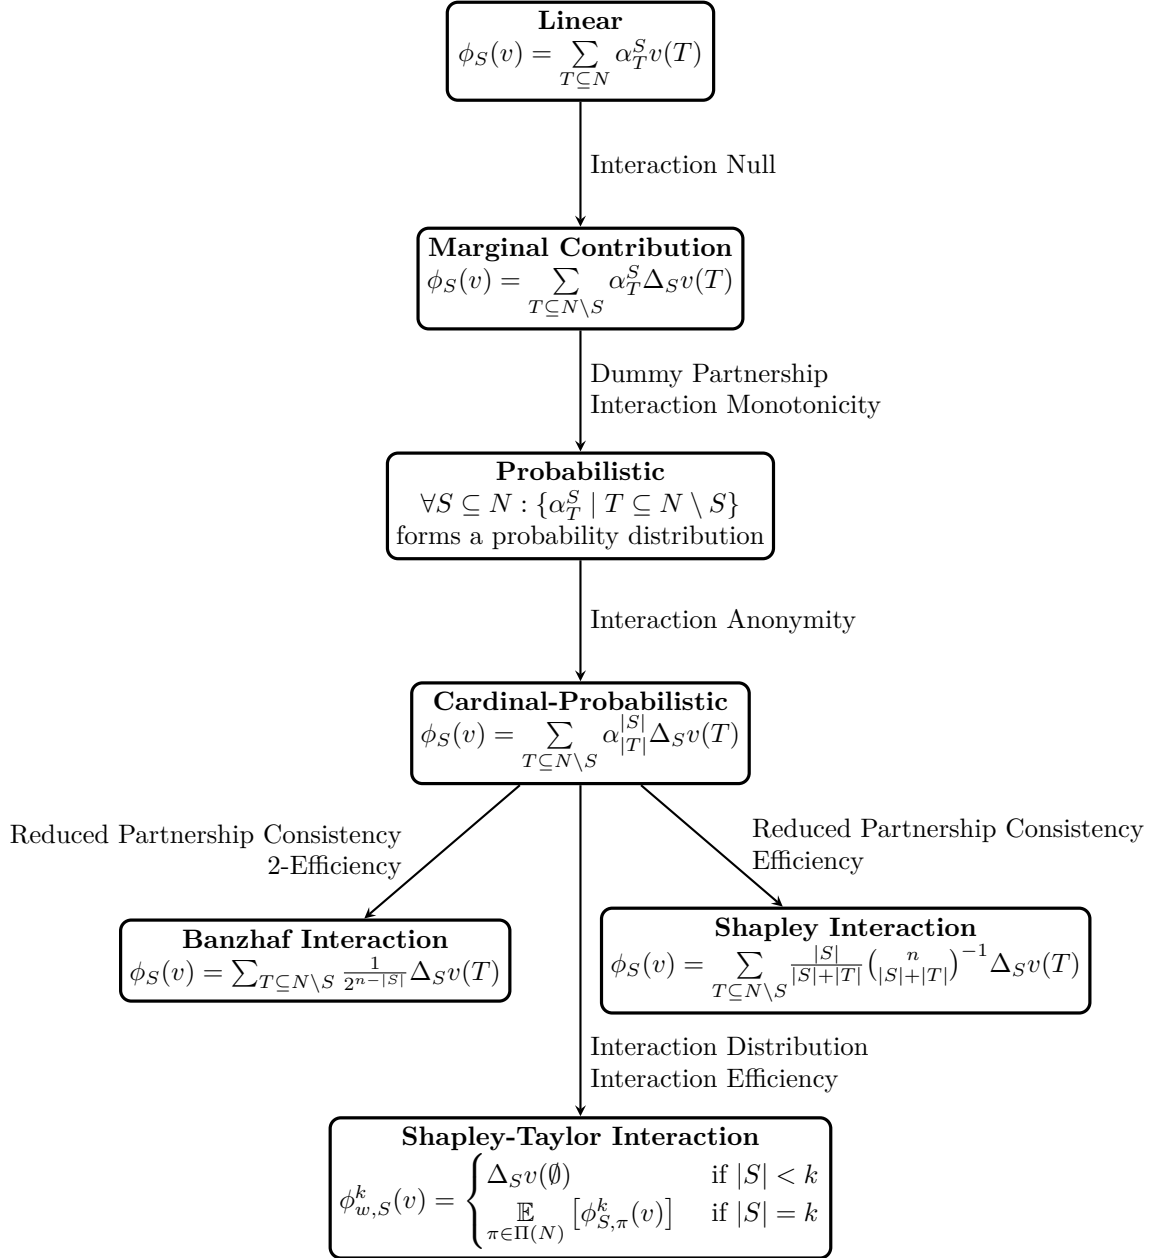 Linear
ϕ_S(v) = ∑_{T⊆N} α_T^S v(T)
Interaction Null
Marginal Contribution
ϕ_S(v) = ∑_{T⊆N\S} α_T^S Δ_S v(T)
Dummy Partnership
Interaction Monotonicity
Probabilistic
∀S ⊆ N : {α_T^S | T ⊆ N \ S}
forms a probability distribution
Interaction Anonymity
Cardinal-Probabilistic
ϕ_S(v) = ∑_{T⊆N\S} α_{|T|}^{|S|} Δ_S v(T)
Reduced Partnership Consistency
2-Efficiency
Reduced Partnership Consistency
Efficiency
Banzhaf Interaction
ϕ_S(v) = ∑_{T⊆N\S} \frac{1}{2^{n−|S|}} Δ_S v(T)
Shapley Interaction
ϕ_S(v) = ∑_{T⊆N\S} \frac{|S|}{|S|+|T|} \binom{n}{|S|+|T|}^{−1} Δ_S v(T)
Interaction Distribution
Interaction Efficiency
Shapley-Taylor Interaction
ϕ_{w,S}^k(v) = { Δ_S v(∅) if |S| < k
𝔼_{π∈Π(N)} [ϕ_{S,π}^k(v)] if |S| = k